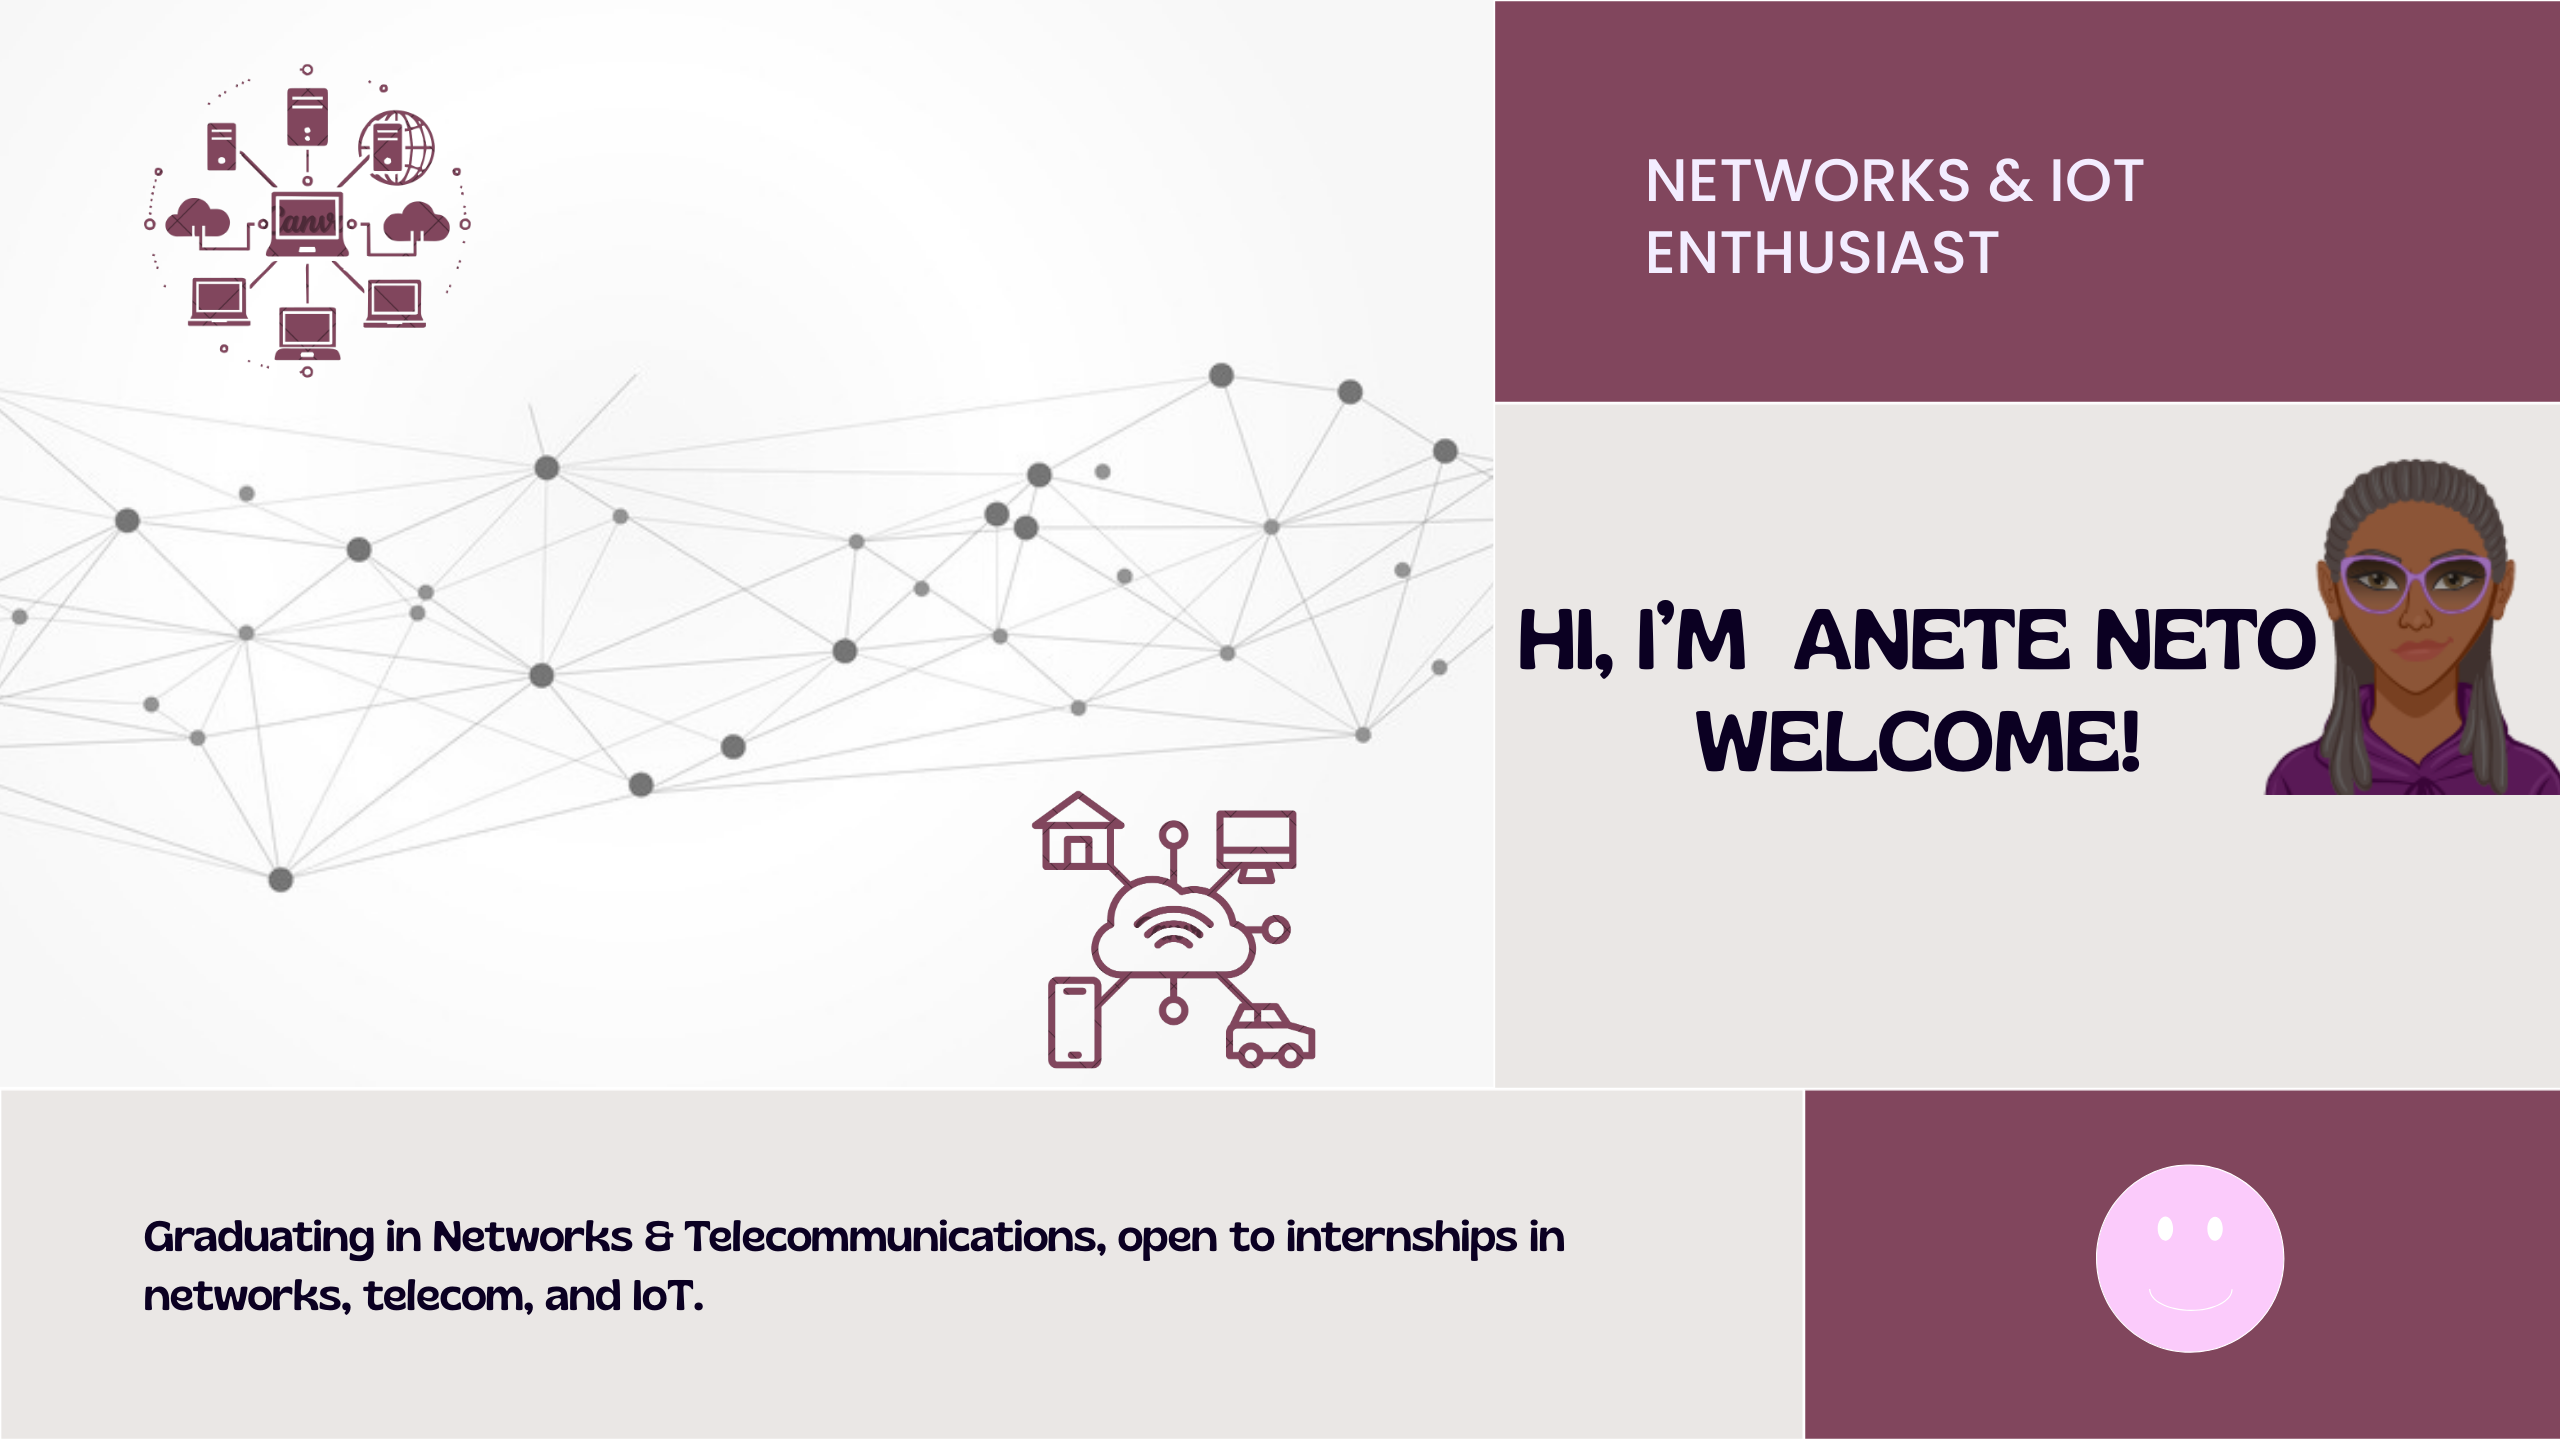 NETWORKS & IOT
ENTHUSIAST
HI, I'M ANETE NETO
WELCOME!
Graduating in Networks & Telecommunications, open to internships in
networks, telecom, and IoT.